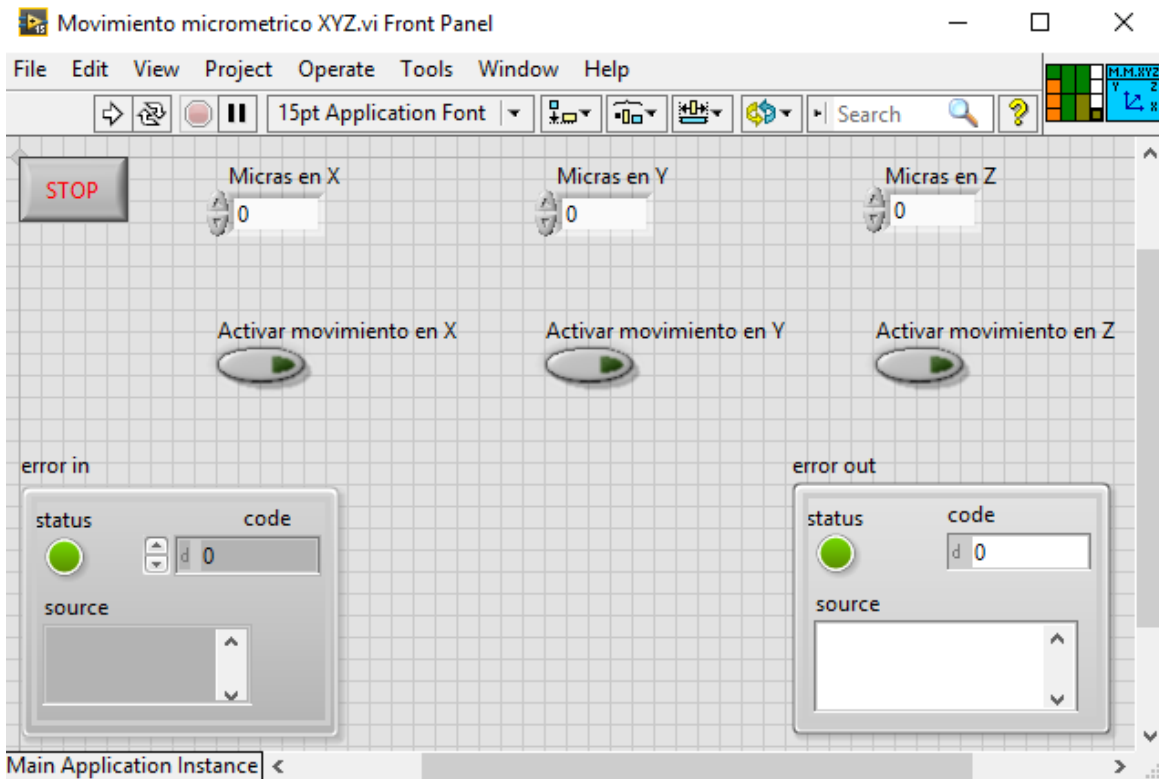 Movimiento micrometrico XYZ.vi Front Panel
File Edit View Project Operate Tools Window Help
15pt Application Font Search
M.M.XYZ
Y Z
X
STOP
Micras en X Micras en Y Micras en Z
0 0 0
Activar movimiento en X Activar movimiento en Y Activar movimiento en Z
error in error out
status code status code
d 0 d 0
source source
Main Application Instance